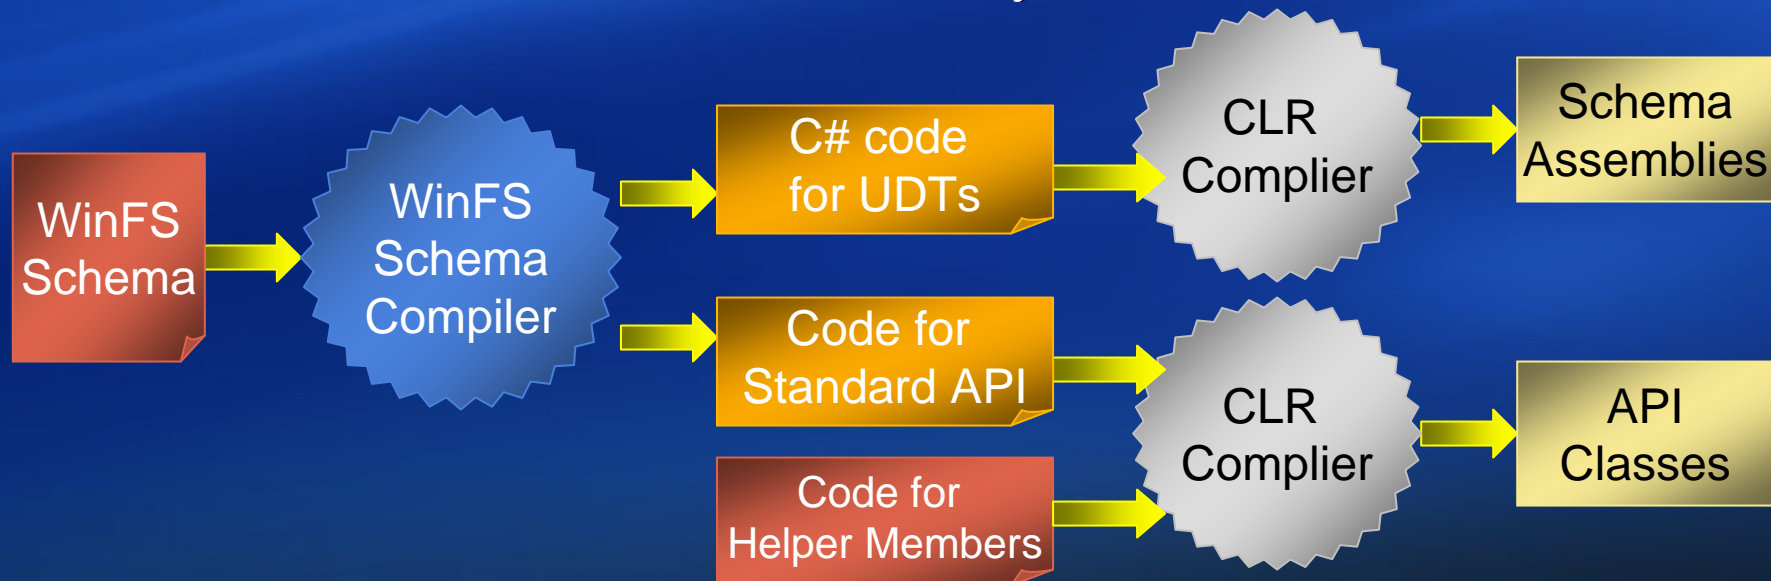 WinFS
Schema
WinFS
Schema
Compiler
C# code
for UDTs
CLR
Complier
Schema
Assemblies
Code for
Standard API
Code for
Helper Members
CLR
Complier
API
Classes